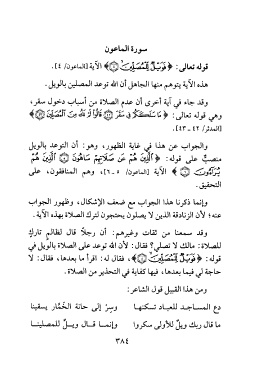 سورة الماعون
قوله تعالى: ﴿فَوَيْلٌ لِّلْمُصَلِّينَ ۝٤﴾ الآية [الماعون/ ٤].
هذه الآية يتوهم منها الجاهل أن الله توعد المصلين بالويل.
وقد جاء في آية أخرى أن عدم الصلاة من أسباب دخول سقر،
وهي قوله تعالى: ﴿مَا سَلَكَكُمْ فِي سَقَرَ ۝٤٢ قَالُوا لَمْ نَكُ مِنَ الْمُصَلِّينَ ۝٤٣﴾
[المدثر/ ٤٢ ـ ٤٣].
والجواب عن هذا في غاية الظهور، وهو: أن التوعد بالويل
منصبٌّ على قوله: ﴿الَّذِينَ هُمْ عَن صَلَاتِهِمْ سَاهُونَ ۝٥ الَّذِينَ هُمْ
يُرَاءُونَ ۝٦﴾ الآية [الماعون/ ٥ ـ ٦]، وهم المنافقون، على
التحقيق.
وإنما ذكرنا هذا الجواب مع ضعف الإشكال، وظهور الجواب
عنه؛ لأن الزنادقة الذين لا يصلون يحتجون لترك الصلاة بهذه الآية.
وقد سمعنا من ثقات وغيرهم: أن رجلًا قال لظالم تاركٍ
للصلاة: مالك لا تصلي؟ فقال: لأن الله توعد على الصلاة بالويل في
قوله: ﴿فَوَيْلٌ لِّلْمُصَلِّينَ ۝٤﴾، فقال له: اقرأ ما بعدها، فقال: لا
حاجة لي فيما بعدها، فيها كفاية في التحذير من الصلاة.
ومن هذا القبيل قول الشاعر:
دع المساجد للعباد تسكنها وسِرْ إلى حانة الخمَّار يسقينا
ما قال ربك ويلٌ للأولى سكروا وإنما قال ويلٌ للمصلينا
٣٨٤